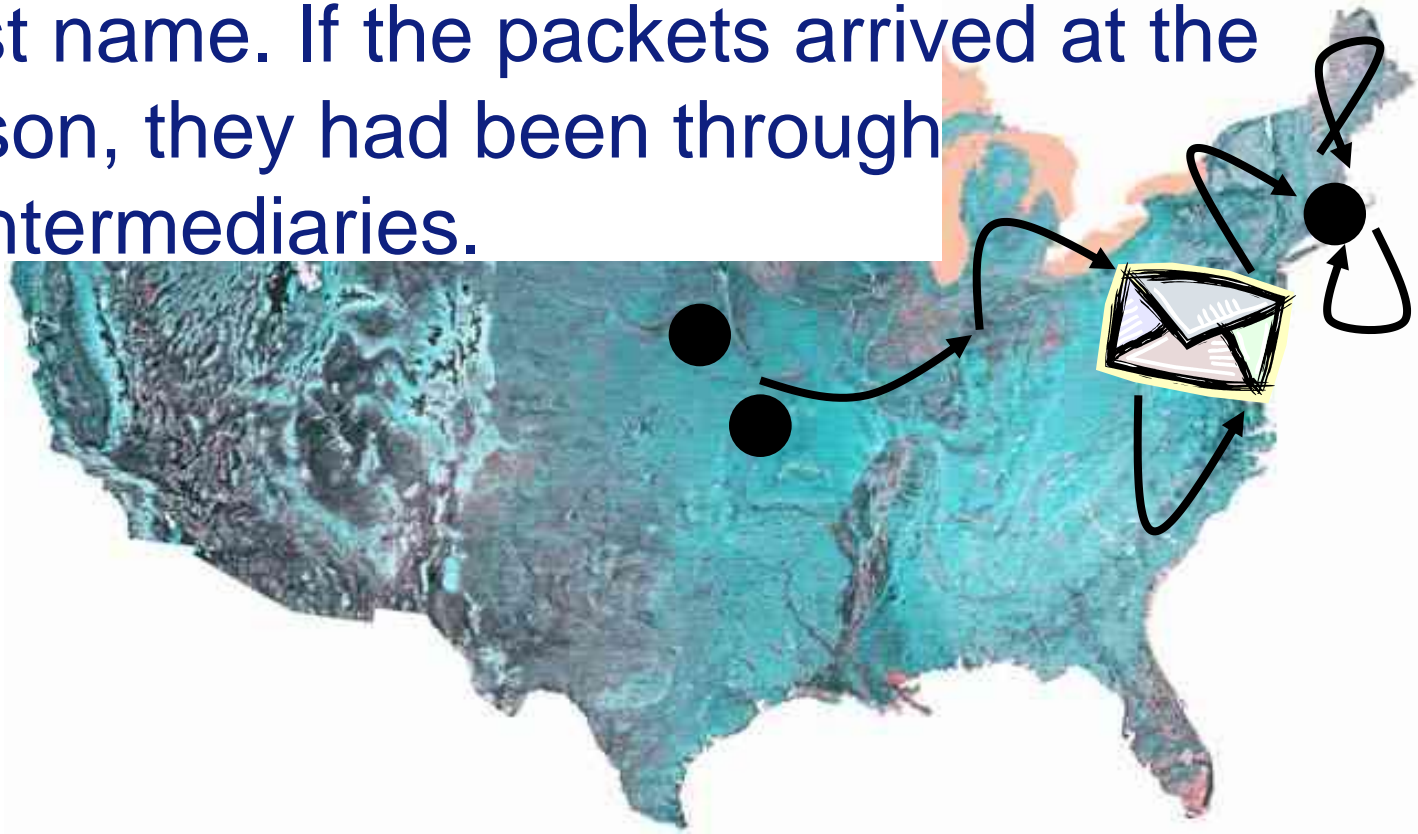 st name. If the packets arrived at the
son, they had been through
ntermediaries.